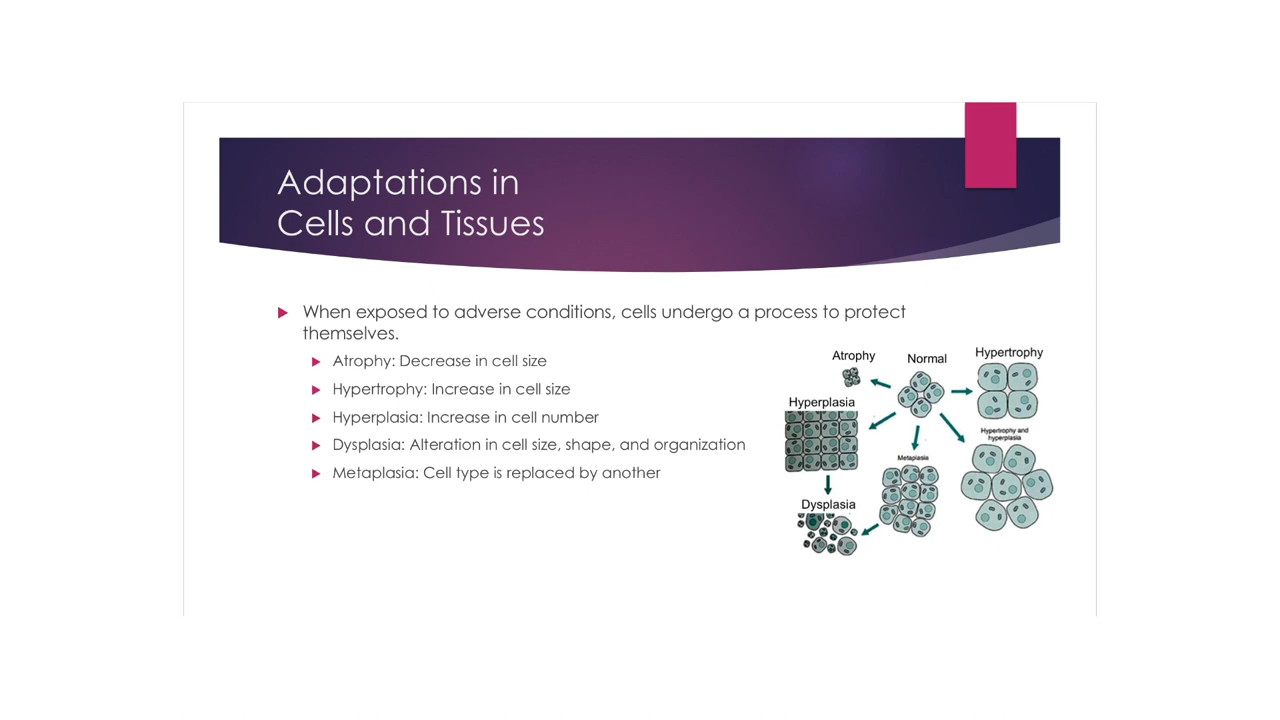 Adaptations in
Cells and Tissues
When exposed to adverse conditions, cells undergo a process to protect
themselves.
Atrophy: Decrease in cell size
Hypertrophy: Increase in cell size
Hyperplasia: Increase in cell number
Dysplasia: Alteration in cell size, shape, and organization
Metaplasia: Cell type is replaced by another
Atrophy
Normal
Hypertrophy
Hyperplasia
Hypertrophy and
hyperplasia
Metaplasia
Dysplasia